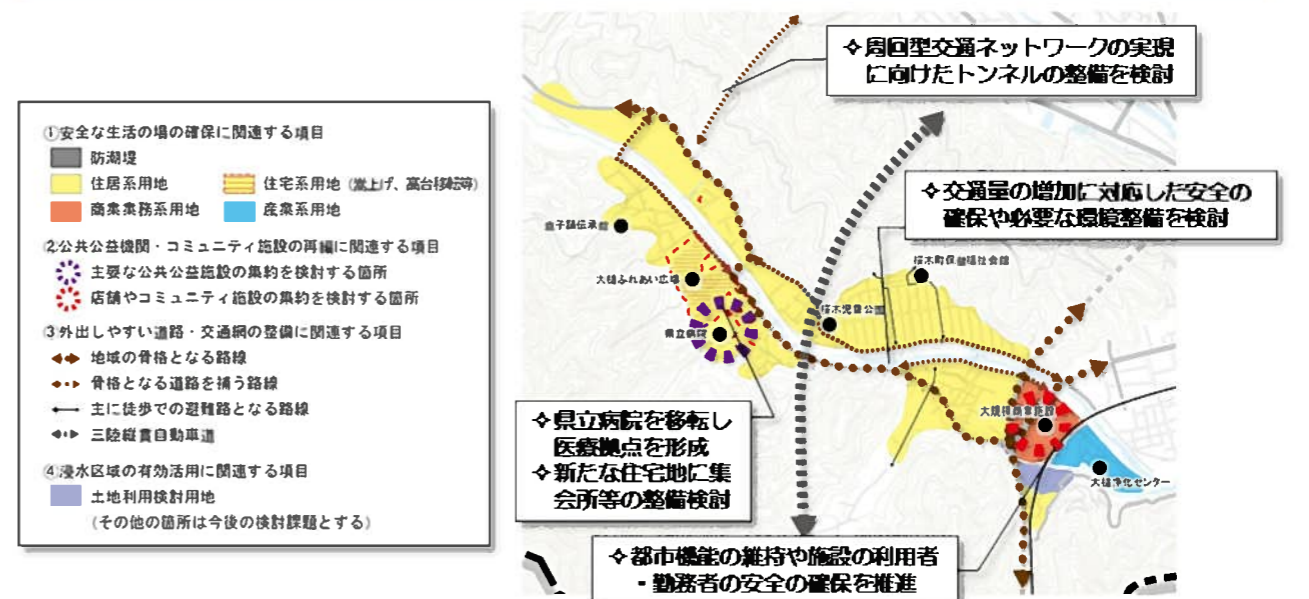 ①安全な生活の場の確保に関連する項目
防潮堤
住居系用地
住宅系用地(嵩上げ、高台移転等)
商業業務系用地
産業系用地
②公共公益機関・コミュニティ施設の再編に関連する項目
主要な公共公益施設の集約を検討する箇所
店舗やコミュニティ施設の集約を検討する箇所
③外出しやすい道路・交通網の整備に関連する項目
地域の骨格となる路線
骨格となる道路を補う路線
主に徒歩での避難路となる路線
三陸縦貫自動車道
④浸水区域の有効活用に関連する項目
土地利用検討用地
(その他の箇所は今後の検討課題とする)
✧周回型交通ネットワークの実現
に向けたトンネルの整備を検討
✧交通量の増加に対応した安全の
確保や必要な環境整備を検討
伝承館
大槌ふれあい広場
県立病院
桜木町保健福祉会館
桜木児童公園
大規模商業施設
大槌浄化センター
✧県立病院を移転し
医療拠点を形成
✧新たな住宅地に集
会所等の整備検討
✧都市機能の維持や施設の利用者
・勤務者の安全の確保を推進